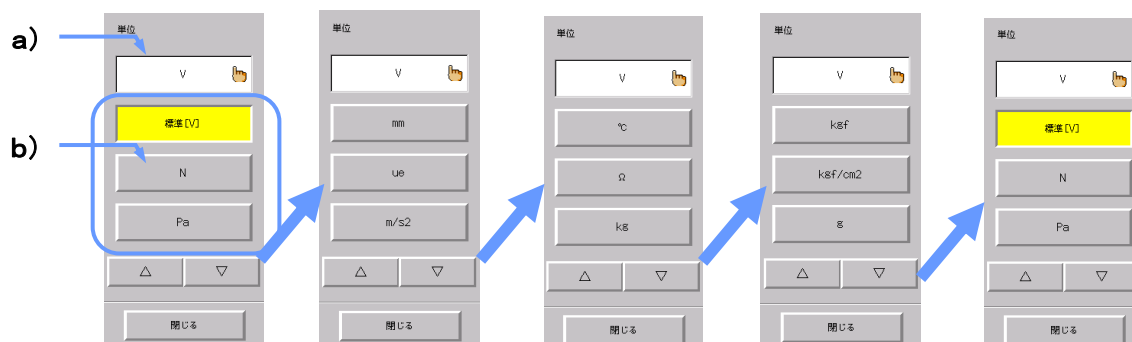 a)
b)
単位
V
標準[V]
N
Pa
△ ▽
閉じる
単位
V
mm
ue
m/s2
△ ▽
閉じる
単位
V
℃
Ω
kg
△ ▽
閉じる
単位
V
kgf
kgf/cm2
g
△ ▽
閉じる
単位
V
標準[V]
N
Pa
△ ▽
閉じる